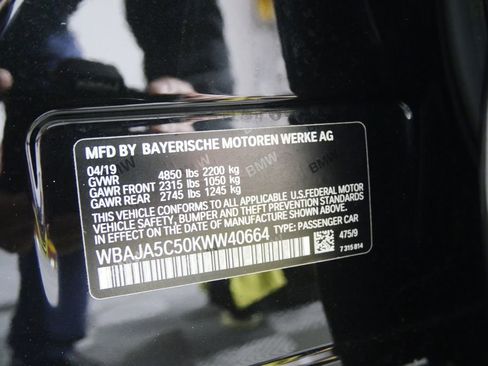 MFD BY BAYERISCHE MOTOREN WERKE AG
04/19
GVWR 4850 lbs 2200 kg
GAWR FRONT 2315 lbs 1050 kg
GAWR REAR 2745 lbs 1245 kg
THIS VEHICLE CONFORMS TO ALL APPLICABLE U.S.FEDERAL MOTOR
VEHICLE SAFETY, BUMPER AND THEFT PREVENTION STANDARDS
IN EFFECT ON THE DATE OF MANUFACTURE SHOWN ABOVE.
WBAJA5C50KWW40664 TYPE: PASSENGER CAR
475/9
7 315 814
BMW BMW BMW